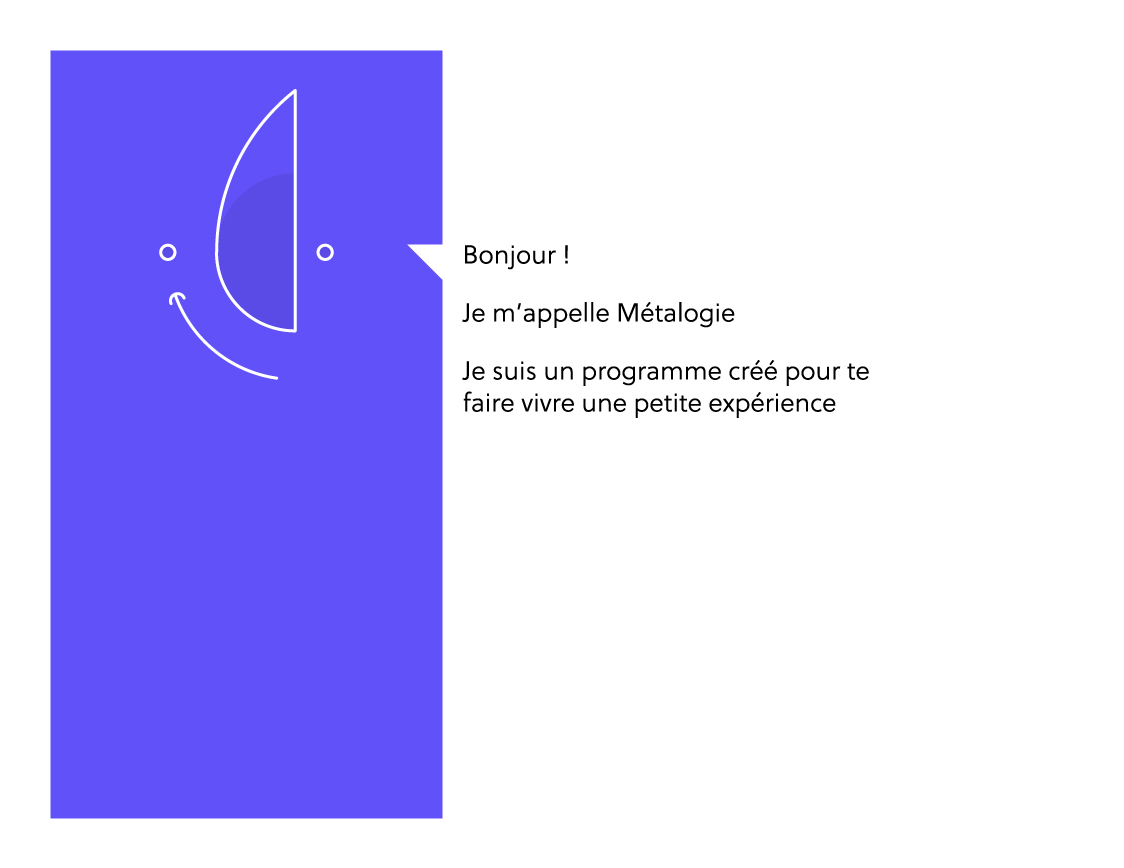 Bonjour !
Je m’appelle Métalogie
Je suis un programme créé pour te
faire vivre une petite expérience